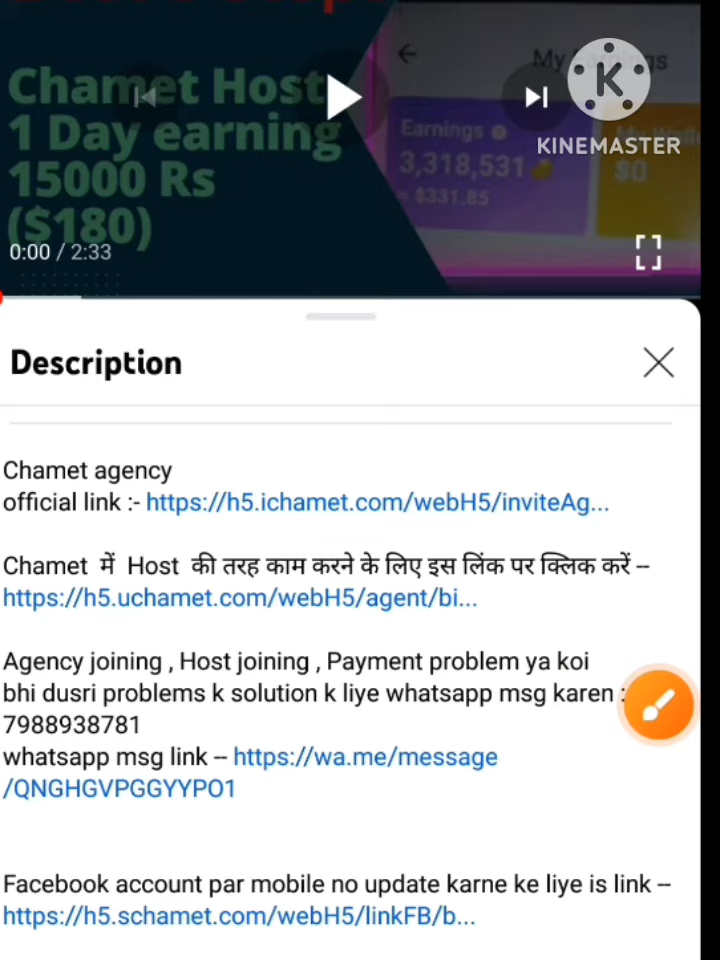 Chamet Host
1 Day earning
15000 Rs
($180)
My Earnings
Earnings
3,318,531
≈ $331.85
$0
K
KINEMASTER
0:00 / 2:33
Description
Chamet agency
official link :- https://h5.ichamet.com/webH5/inviteAg...
Chamet में Host की तरह काम करने के लिए इस लिंक पर क्लिक करें --
https://h5.uchamet.com/webH5/agent/bi...
Agency joining , Host joining , Payment problem ya koi
bhi dusri problems k solution k liye whatsapp msg karen :
7988938781
whatsapp msg link -- https://wa.me/message
/QNGHGVPGGYYPO1
Facebook account par mobile no update karne ke liye is link --
https://h5.schamet.com/webH5/linkFB/b...